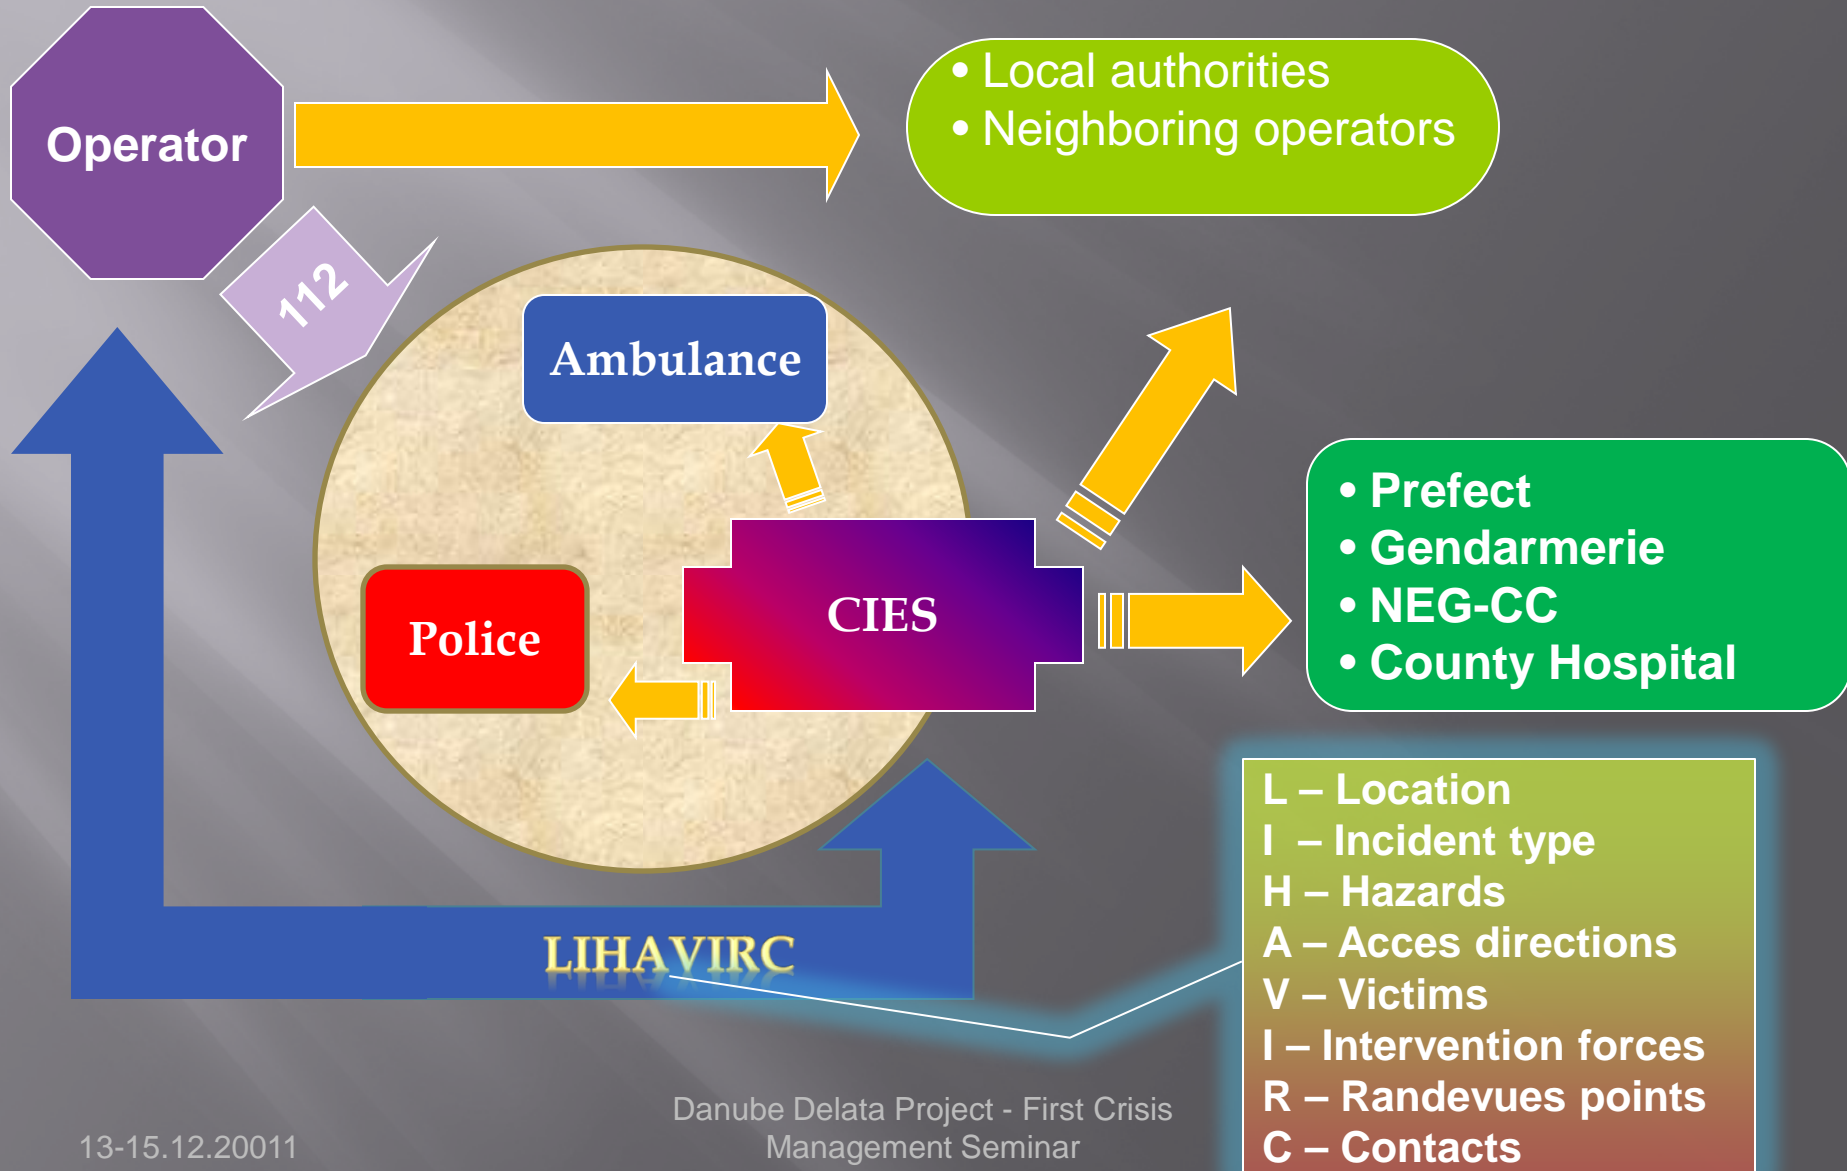 Operator
• Local authorities
• Neighboring operators
112
Ambulance
Police
CIES
• Prefect
• Gendarmerie
• NEG-CC
• County Hospital
LIHAVIRC
L – Location
I – Incident type
H – Hazards
A – Acces directions
V – Victims
I – Intervention forces
R – Randevues points
C – Contacts
13-15.12.20011
Danube Delata Project - First Crisis
Management Seminar